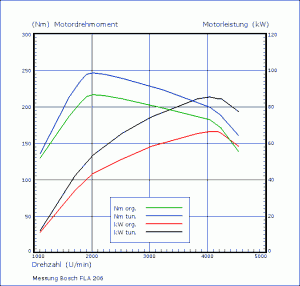 (Nm) Motordrehmoment Motorleistung (kW)
300 120
250 100
200 80
150 60
100 40
50 20
Nm org.
Nm tun.
kW org.
kW tun.
00 0
1000 2000 3000 4000 5000
Drehzahl (U/min)
Messung Bosch FLA 206